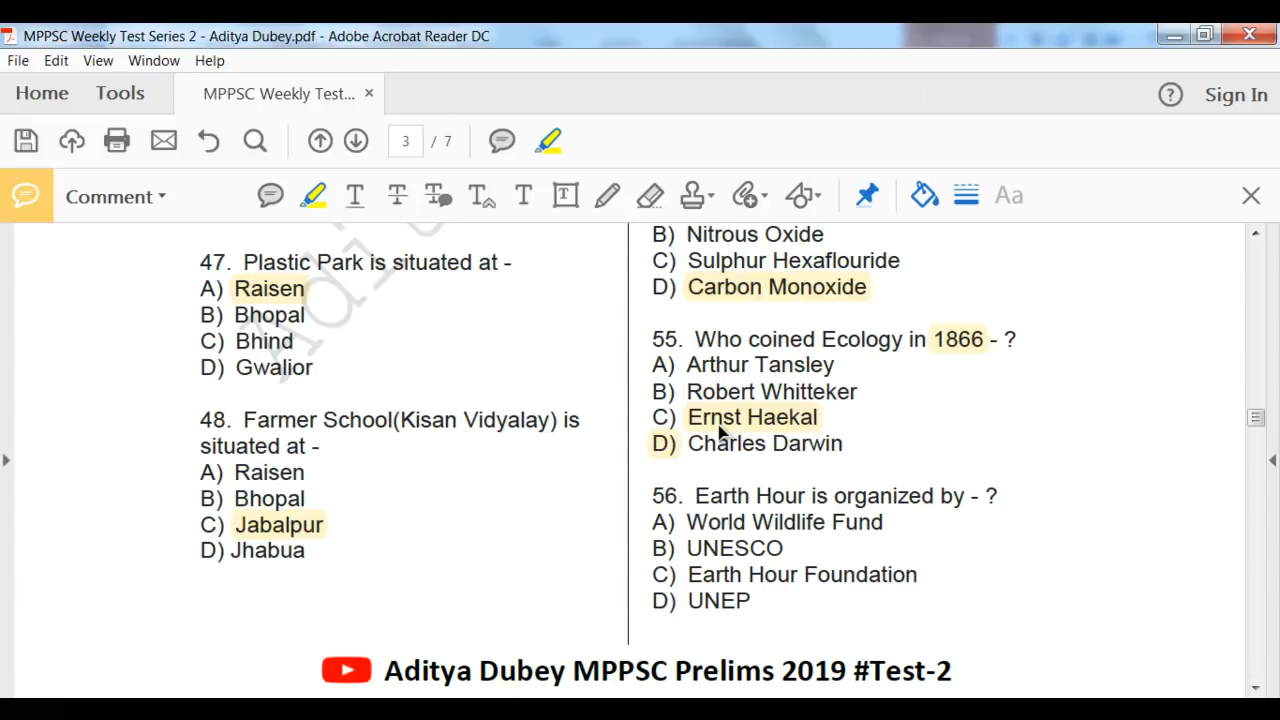 MPPSC Weekly Test Series 2 - Aditya Dubey.pdf - Adobe Acrobat Reader DC
File Edit View Window Help
Home Tools MPPSC Weekly Test... × ? Sign In
3 / 7
Comment T T T T T T Aa
Adi
47. Plastic Park is situated at -
A) Raisen
B) Bhopal
C) Bhind
D) Gwalior
48. Farmer School(Kisan Vidyalay) is
situated at -
A) Raisen
B) Bhopal
C) Jabalpur
D) Jhabua
B) Nitrous Oxide
C) Sulphur Hexaflouride
D) Carbon Monoxide
55. Who coined Ecology in 1866 - ?
A) Arthur Tansley
B) Robert Whitteker
C) Ernst Haekal
D) Charles Darwin
56. Earth Hour is organized by - ?
A) World Wildlife Fund
B) UNESCO
C) Earth Hour Foundation
D) UNEP
Aditya Dubey MPPSC Prelims 2019 #Test-2